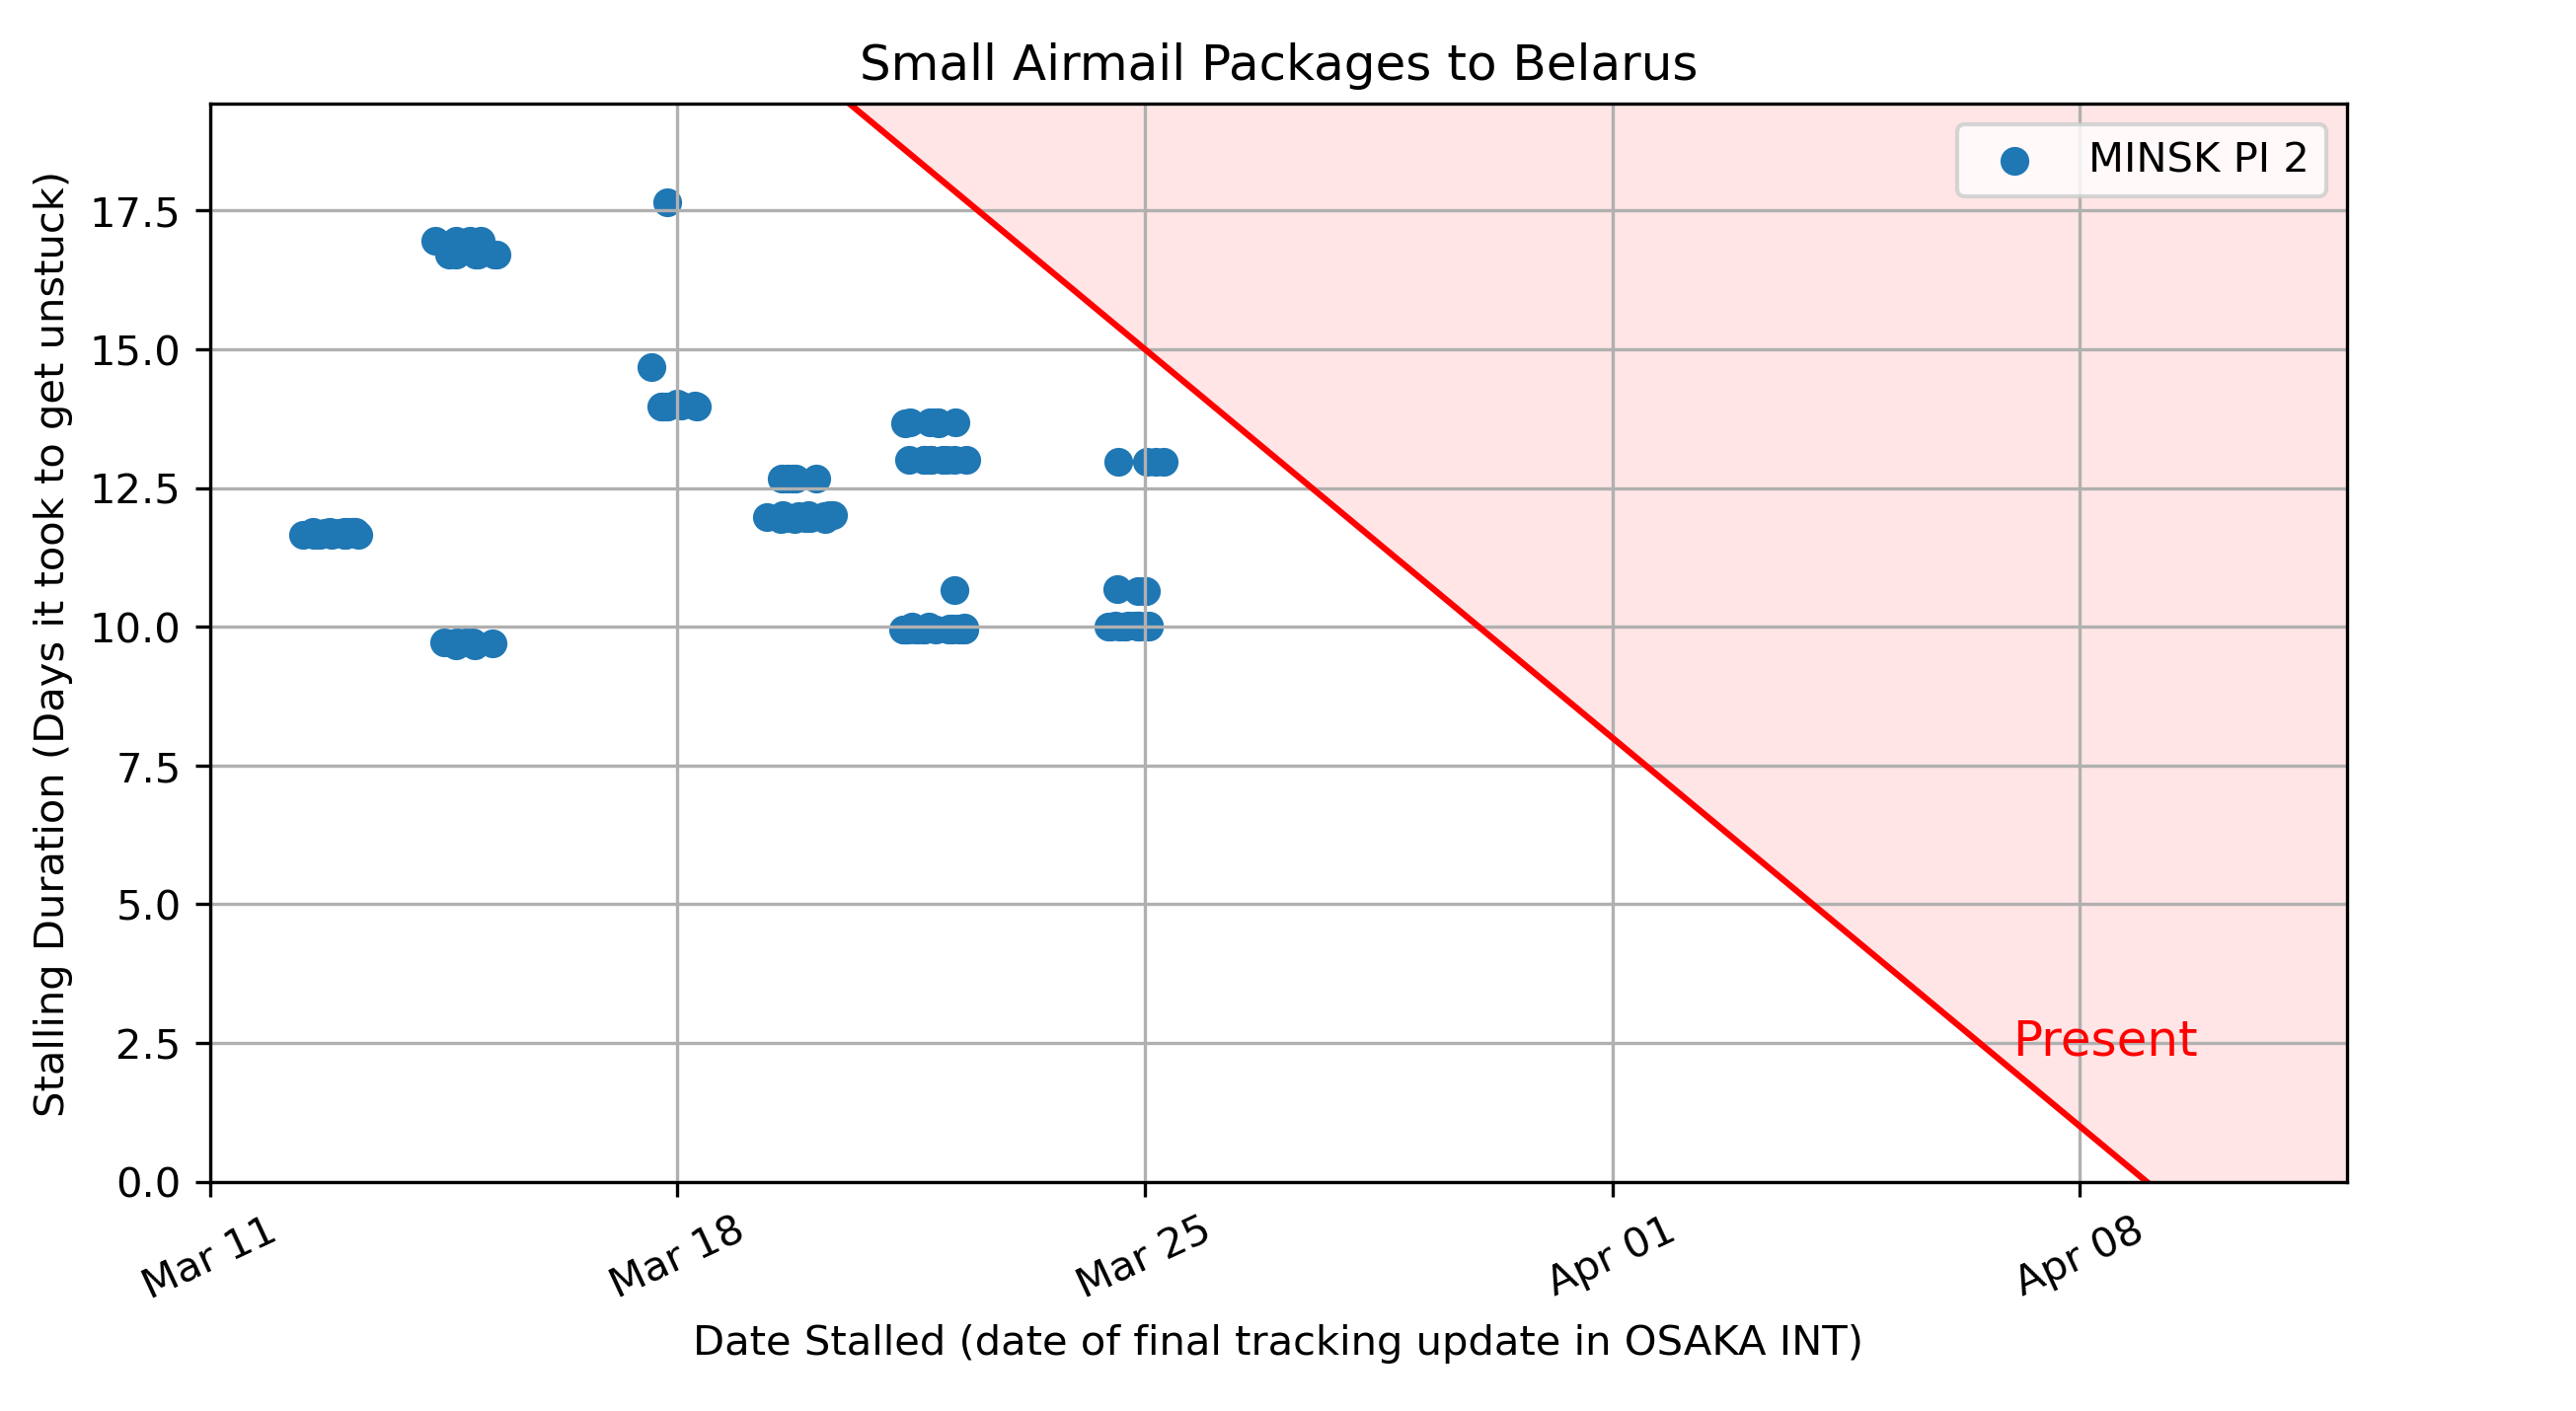 Small Airmail Packages to Belarus
MINSK PI 2
Stalling Duration (Days it took to get unstuck)
17.5
15.0
12.5
10.0
7.5
5.0
2.5
0.0
Present
Mar 11
Mar 18
Mar 25
Apr 01
Apr 08
Date Stalled (date of final tracking update in OSAKA INT)